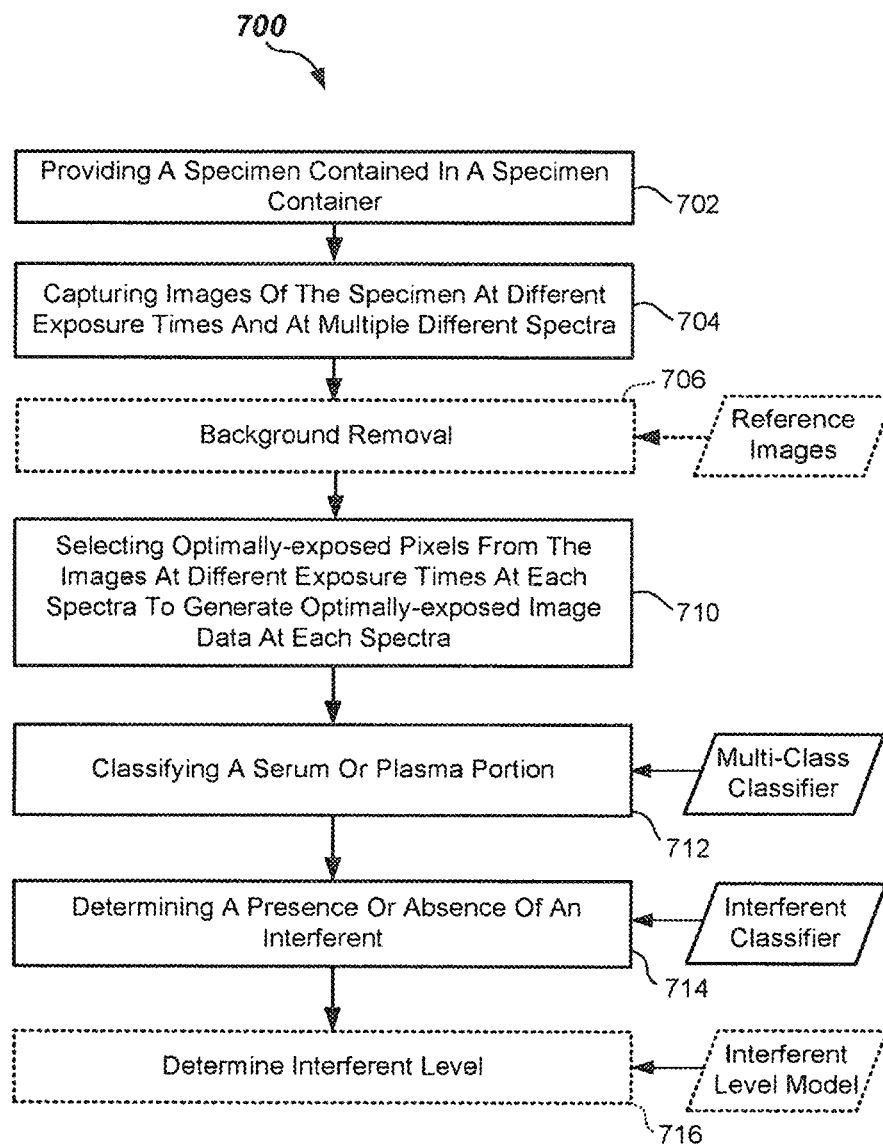 700
Providing A Specimen Contained In A Specimen
Container
702
Capturing Images Of The Specimen At Different
Exposure Times And At Multiple Different Spectra
704
706
Background Removal
Reference
Images
Selecting Optimally-exposed Pixels From The
Images At Different Exposure Times At Each
Spectra To Generate Optimally-exposed Image
Data At Each Spectra
710
Classifying A Serum Or Plasma Portion
Multi-Class
Classifier
712
Determining A Presence Or Absence Of An
Interferent
Interferent
Classifier
714
Determine Interferent Level
Interferent
Level Model
716